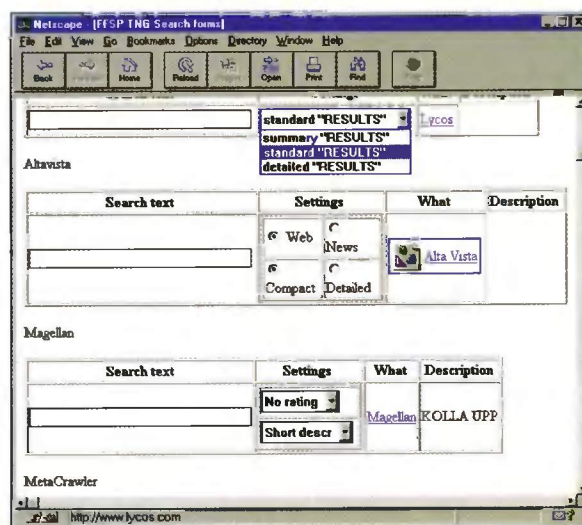 Netscape - [FFSP TNG Search forms]
File Edit View Go Bookmarks Options Directory Window Help
Back Home Reload Open Print Find
standard "RESULTS" Lycos
summary "RESULTS"
standard "RESULTS"
detailed "RESULTS"
Altavista
Search text Settings What Description
Web News
Alta Vista
Compact Detailed
Magellan
Search text Settings What Description
No rating
Magellan KOLLA UPP
Short descr
MetaCrawler
http://www.lycos.com